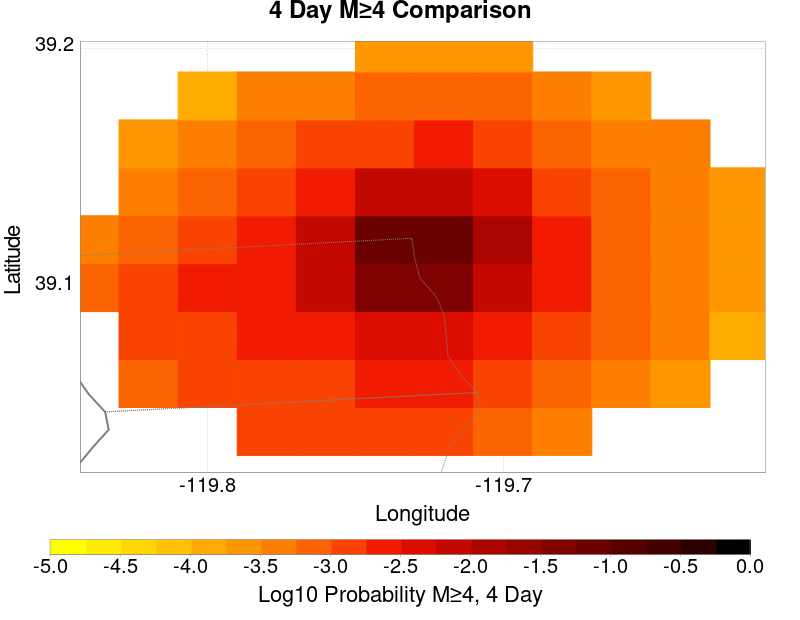 4 Day M≥4 Comparison
39.2
Latitude
39.1
-119.8 -119.7
Longitude
-5.0 -4.5 -4.0 -3.5 -3.0 -2.5 -2.0 -1.5 -1.0 -0.5 0.0
Log10 Probability M≥4, 4 Day